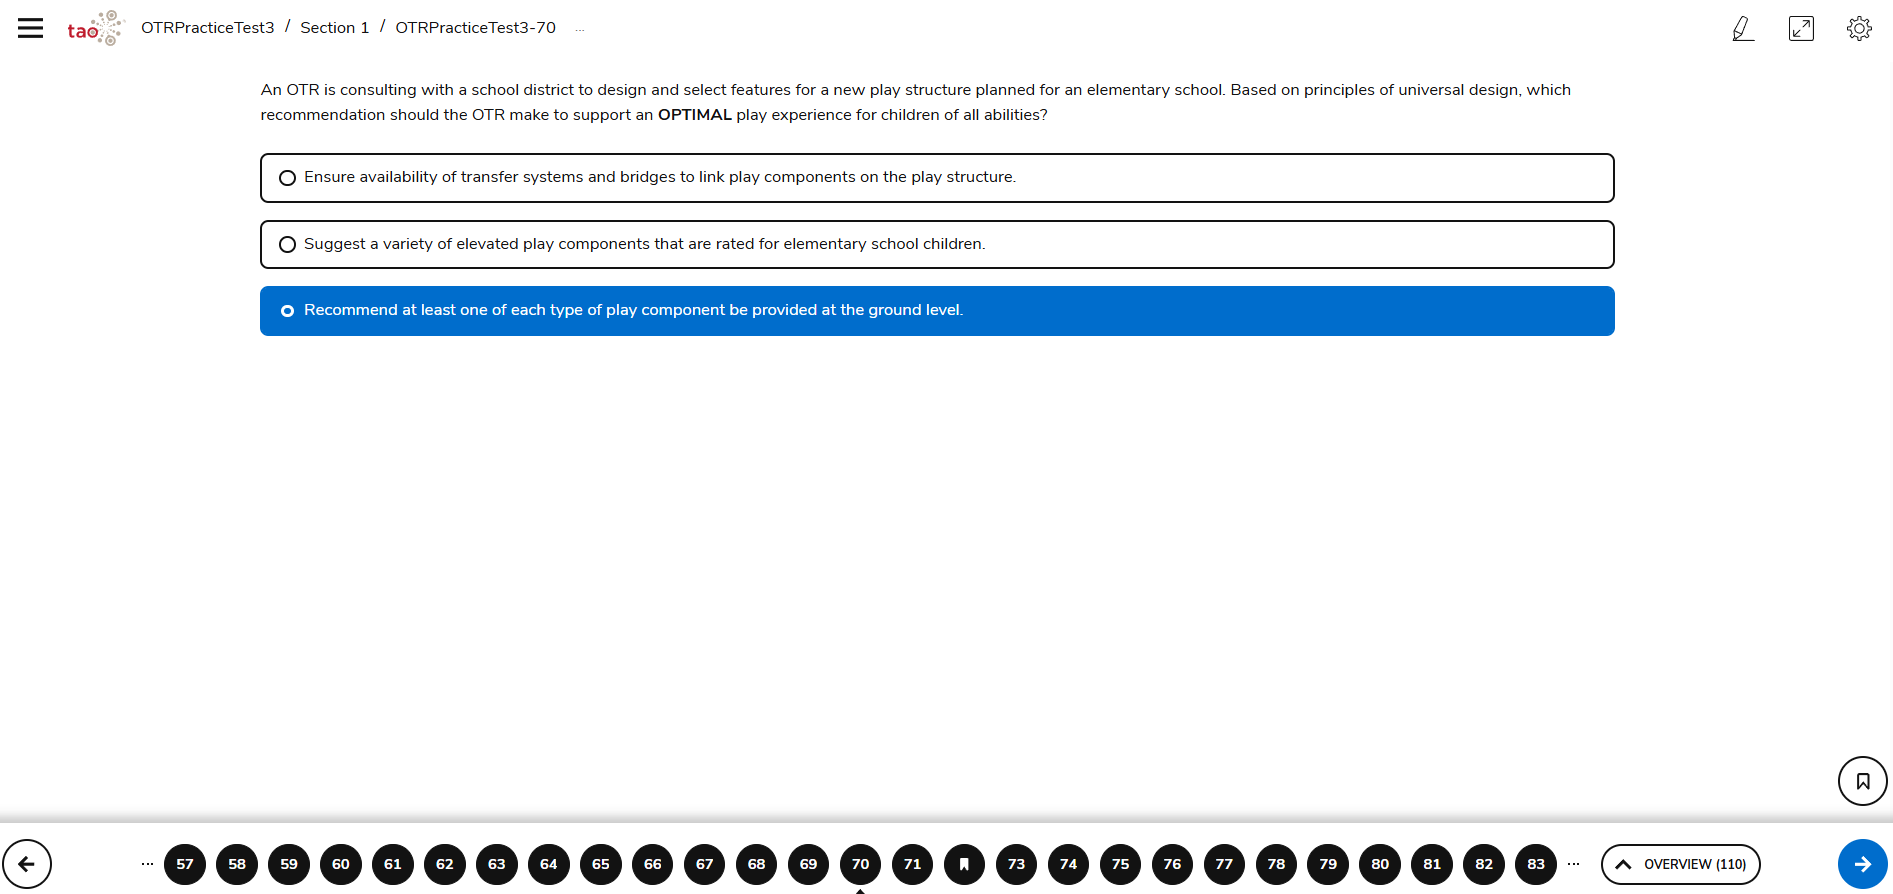 tao OTRPracticeTest3 / Section 1 / OTRPracticeTest3-70 ...
An OTR is consulting with a school district to design and select features for a new play structure planned for an elementary school. Based on principles of universal design, which
recommendation should the OTR make to support an OPTIMAL play experience for children of all abilities?
Ensure availability of transfer systems and bridges to link play components on the play structure.
Suggest a variety of elevated play components that are rated for elementary school children.
Recommend at least one of each type of play component be provided at the ground level.
... 57 58 59 60 61 62 63 64 65 66 67 68 69 70 71 73 74 75 76 77 78 79 80 81 82 83 ... OVERVIEW (110)